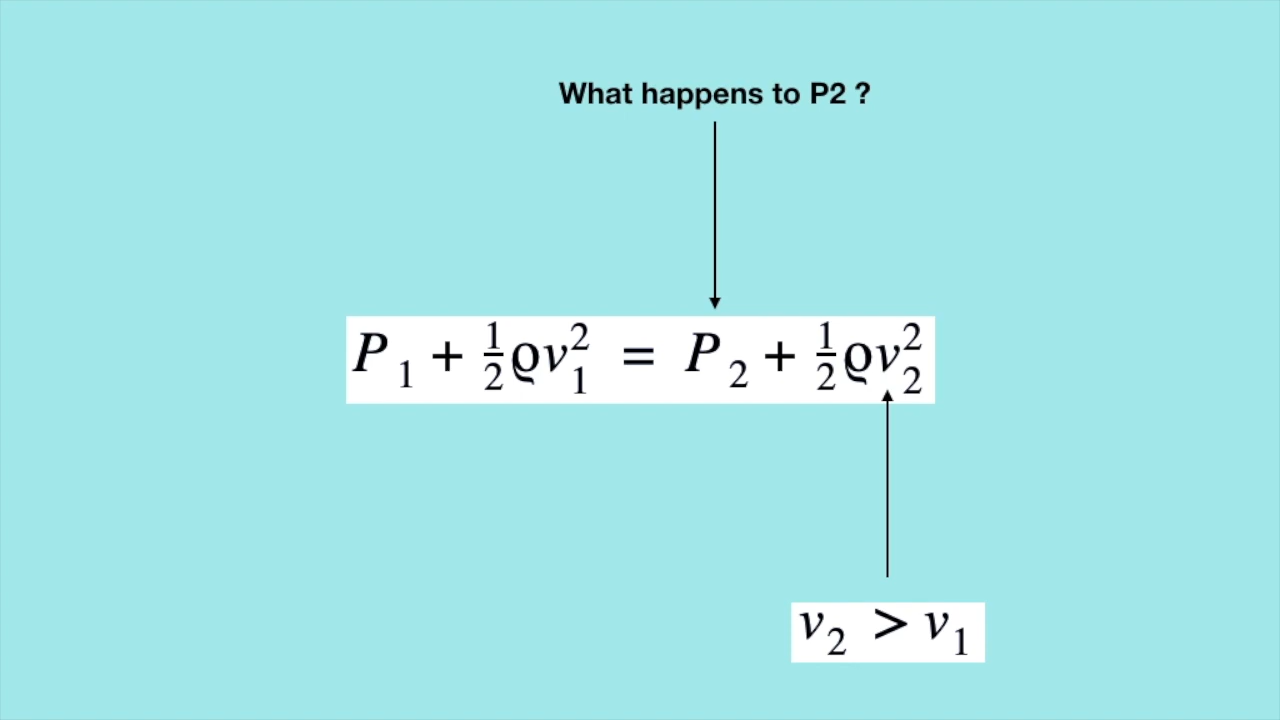 What happens to P2 ?
P₁ + ½ϱv₁² = P₂ + ½ϱv₂²
v₂ > v₁